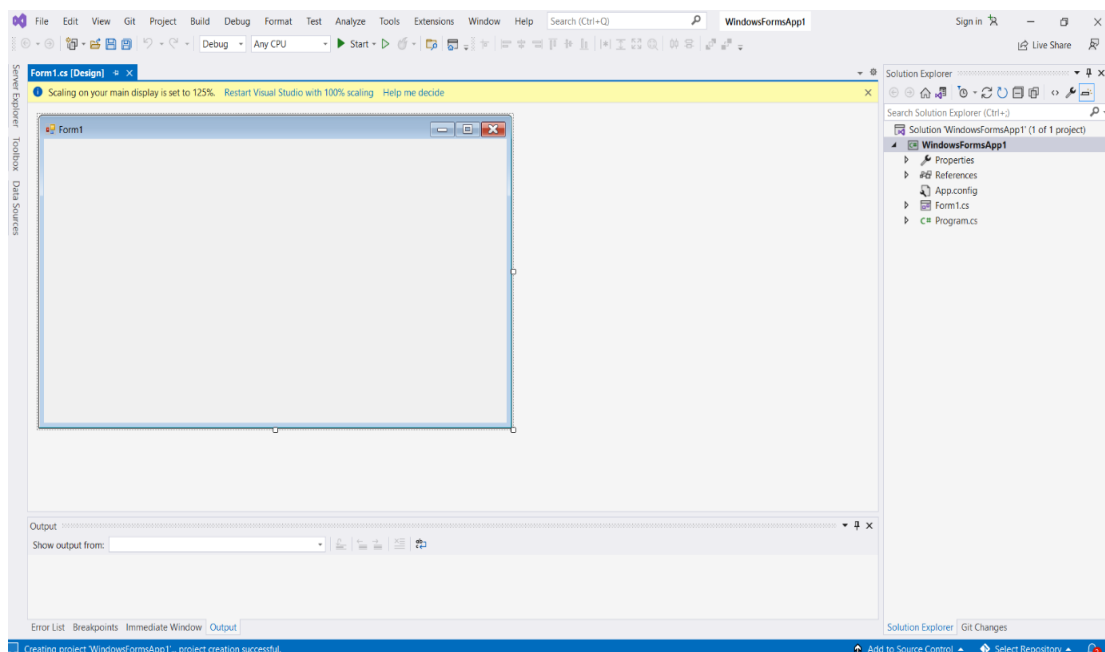 File Edit View Git Project Build Debug Format Test Analyze Tools Extensions Window Help Search (Ctrl+Q) WindowsFormsApp1 Sign in
Debug Any CPU Start Live Share
Server Explorer
Toolbox
Data Sources
Form1.cs [Design]
Scaling on your main display is set to 125%. Restart Visual Studio with 100% scaling Help me decide
Form1
Solution Explorer
Search Solution Explorer (Ctrl+;)
Solution 'WindowsFormsApp1' (1 of 1 project)
WindowsFormsApp1
Properties
References
App.config
Form1.cs
C# Program.cs
Output
Show output from:
Error List Breakpoints Immediate Window Output
Solution Explorer Git Changes
Creating project 'WindowsFormsApp1'... project creation successful. Add to Source Control Select Repository